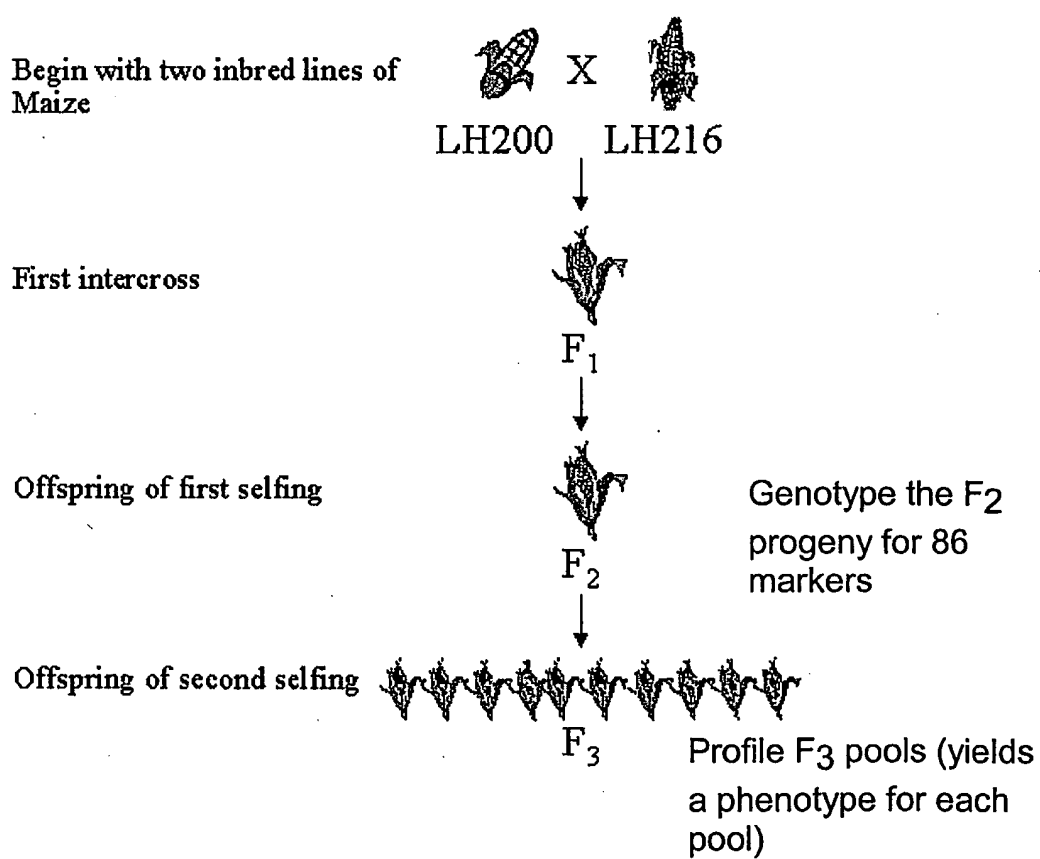 Begin with two inbred lines of
Maize
X
LH200 LH216
First intercross
F1
Offspring of first selfing
F2
Genotype the F2
progeny for 86
markers
Offspring of second selfing
F3
Profile F3 pools (yields
a phenotype for each
pool)